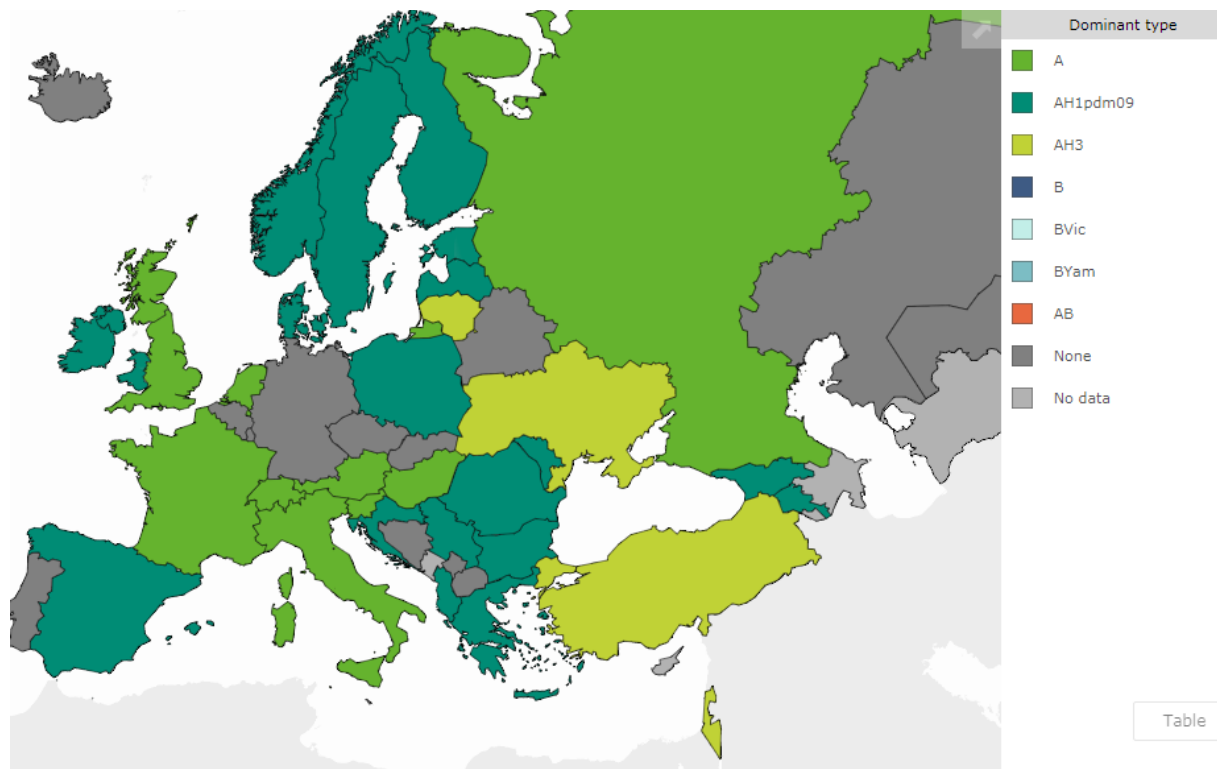 Dominant type
A
AH1pdm09
AH3
B
BVic
BYam
AB
None
No data
Table